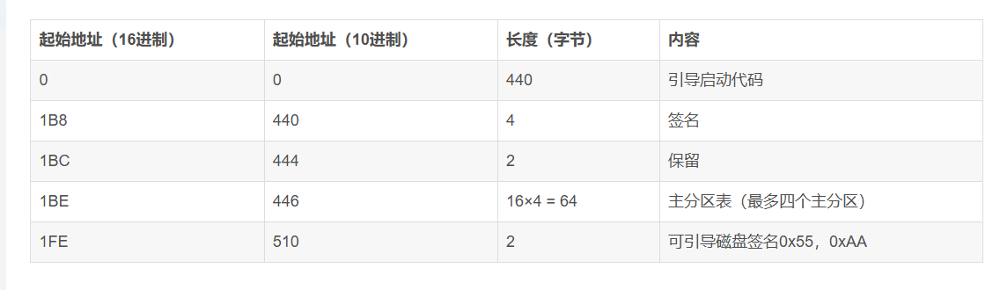 起始地址（16进制） 起始地址（10进制） 长度（字节） 内容
0 0 440 引导启动代码
1B8 440 4 签名
1BC 444 2 保留
1BE 446 16×4 = 64 主分区表（最多四个主分区）
1FE 510 2 可引导磁盘签名0x55，0xAA